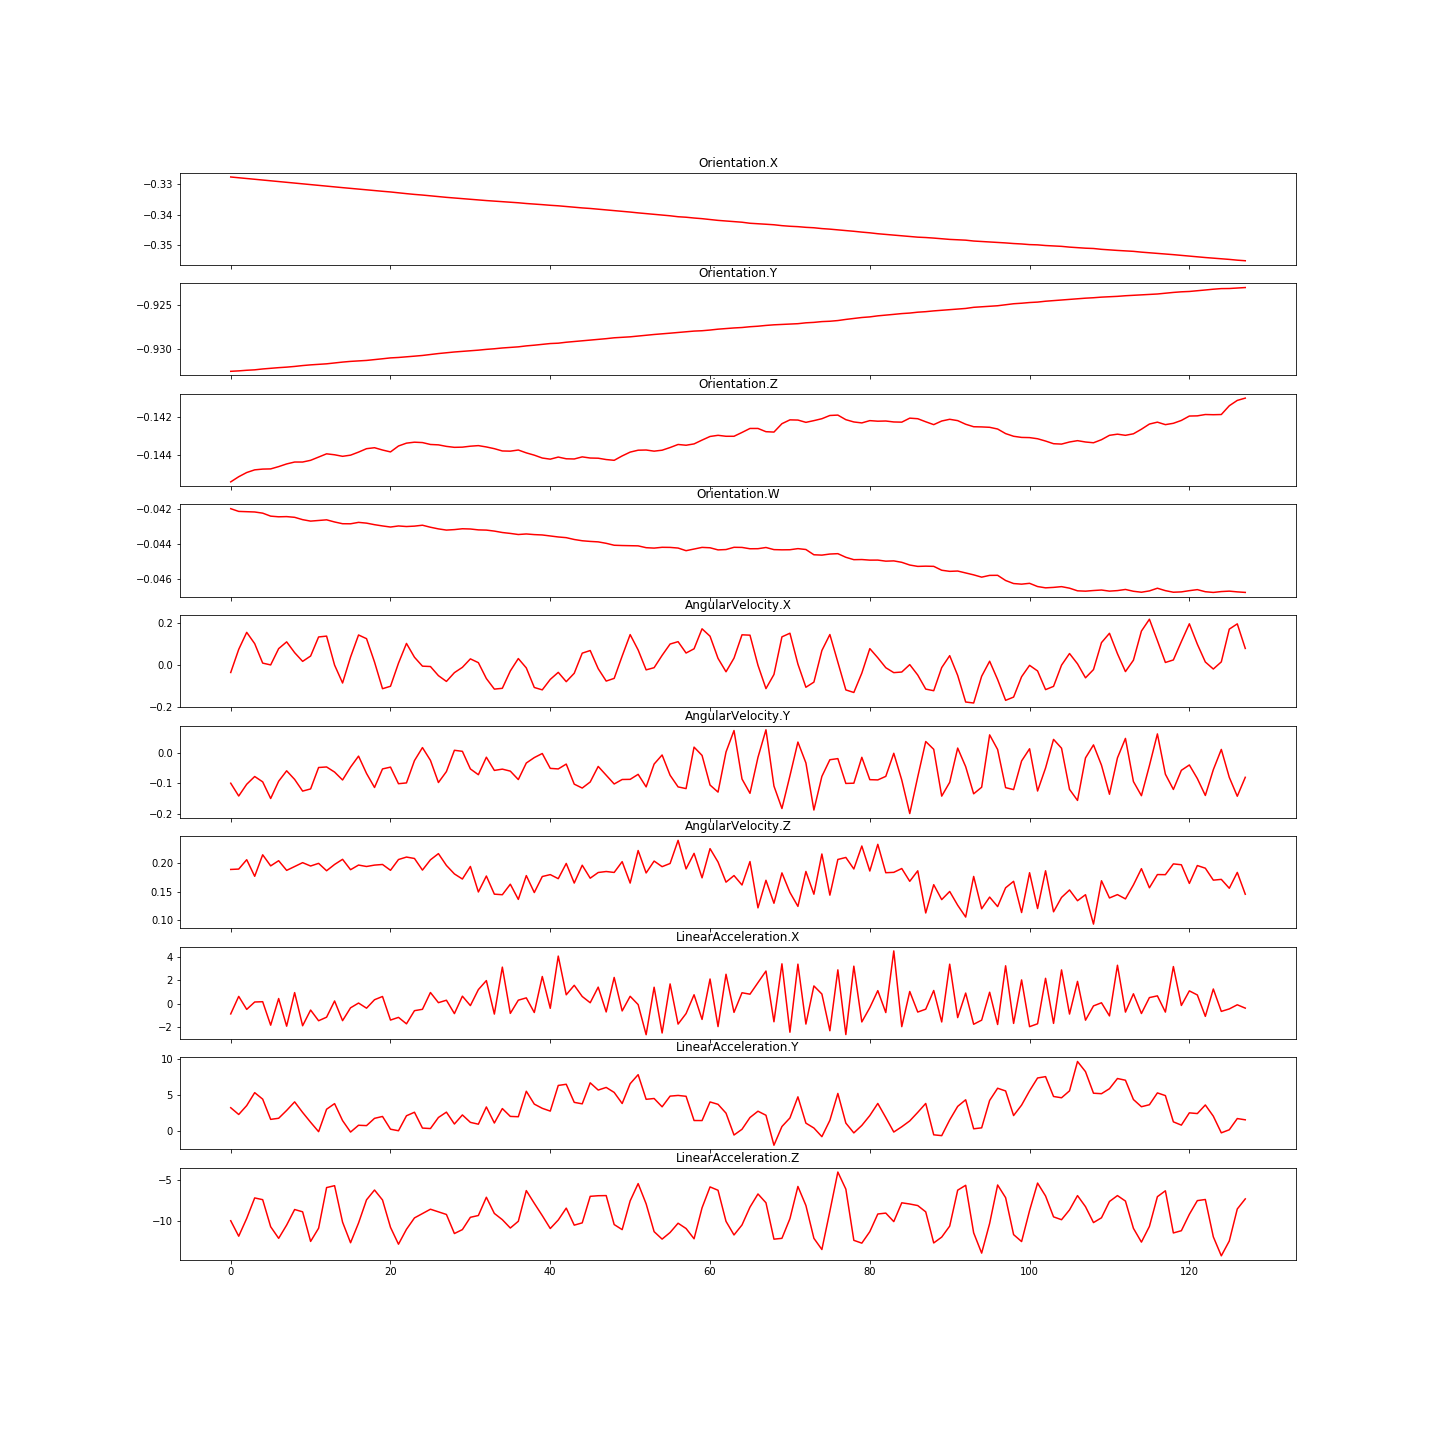 Orientation.X
−0.33
−0.34
−0.35
Orientation.Y
−0.925
−0.930
Orientation.Z
−0.142
−0.144
Orientation.W
−0.042
−0.044
−0.046
AngularVelocity.X
0.2
0.0
−0.2
AngularVelocity.Y
0.0
−0.1
−0.2
AngularVelocity.Z
0.20
0.15
0.10
LinearAcceleration.X
4
2
0
−2
LinearAcceleration.Y
10
5
0
LinearAcceleration.Z
−5
−10
0 20 40 60 80 100 120